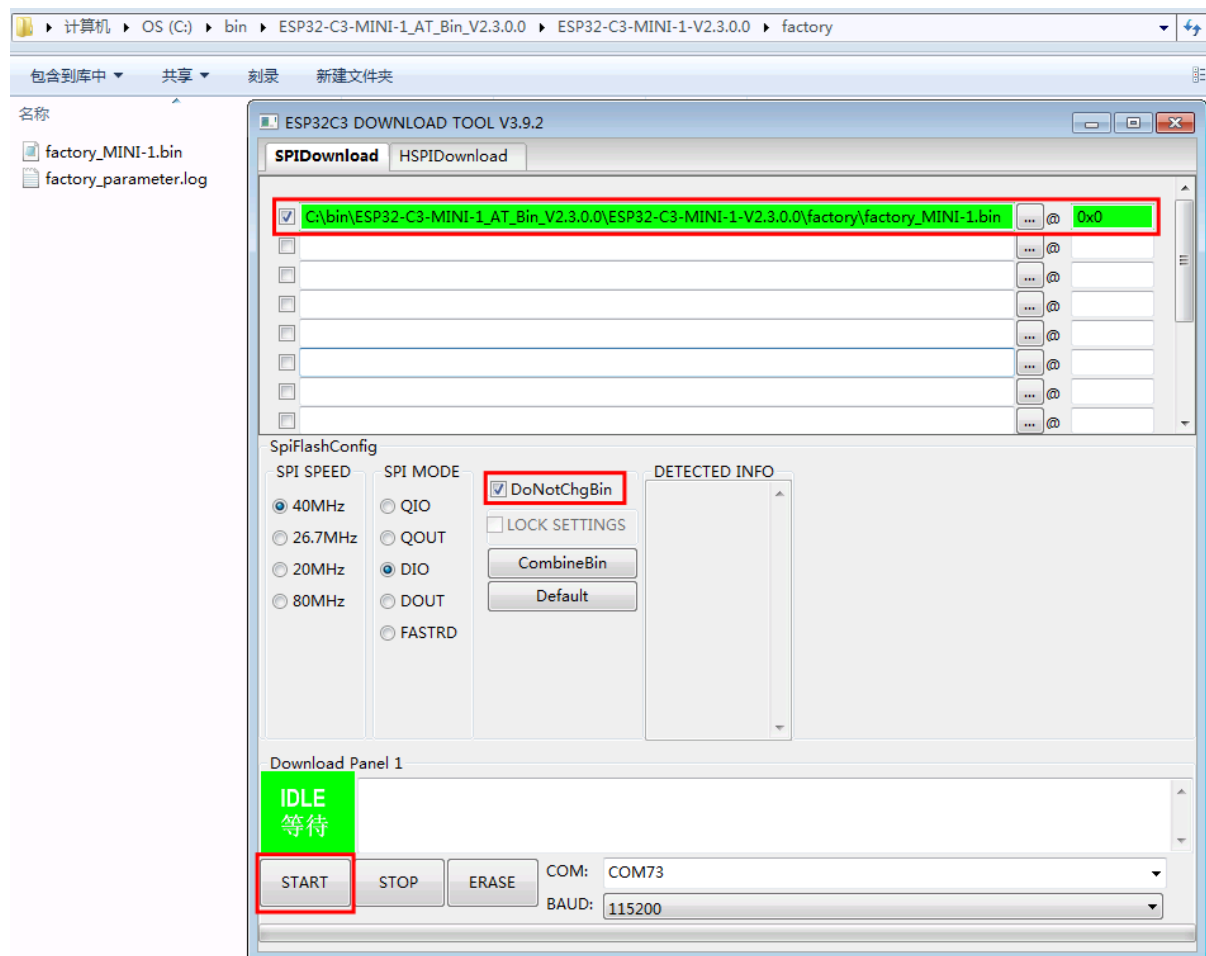 计算机 OS (C:) bin ESP32-C3-MINI-1_AT_Bin_V2.3.0.0 ESP32-C3-MINI-1-V2.3.0.0 factory
包含到库中 共享 刻录 新建文件夹
名称
factory_MINI-1.bin
factory_parameter.log
ESP32C3 DOWNLOAD TOOL V3.9.2
SPIDownload HSPIDownload
C:\bin\ESP32-C3-MINI-1_AT_Bin_V2.3.0.0\ESP32-C3-MINI-1-V2.3.0.0\factory\factory_MINI-1.bin ... @ 0x0
... @
... @
... @
... @
... @
... @
... @
SpiFlashConfig
SPI SPEED SPI MODE DETECTED INFO
DoNotChgBin
40MHz QIO
LOCK SETTINGS
26.7MHz QOUT
CombineBin
20MHz DIO
Default
80MHz DOUT
FASTRD
Download Panel 1
IDLE
等待
START STOP ERASE
COM: COM73
BAUD: 115200